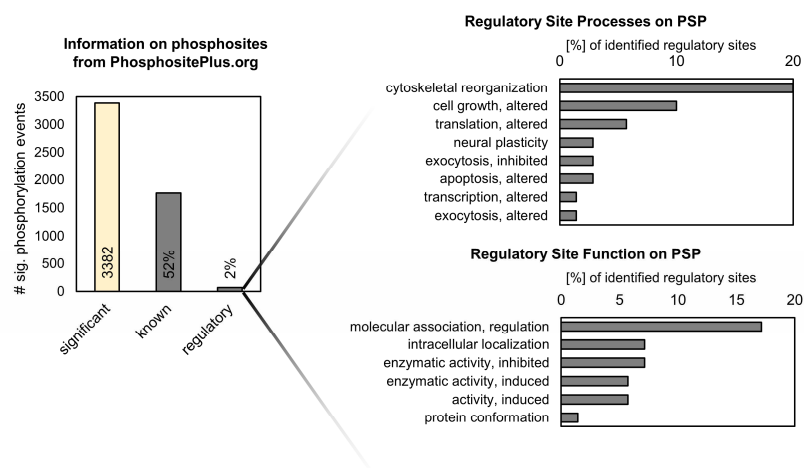 Information on phosphosites
from PhosphositePlus.org
# sig. phosphorylation events
3500
3000
2500
2000
1500
1000
500
0
3382
52%
2%
significant
known
regulatory
Regulatory Site Processes on PSP
[%] of identified regulatory sites
0 10 20
cytoskeletal reorganization
cell growth, altered
translation, altered
neural plasticity
exocytosis, inhibited
apoptosis, altered
transcription, altered
exocytosis, altered
Regulatory Site Function on PSP
[%] of identified regulatory sites
0 5 10 15 20
molecular association, regulation
intracellular localization
enzymatic activity, inhibited
enzymatic activity, induced
activity, induced
protein conformation